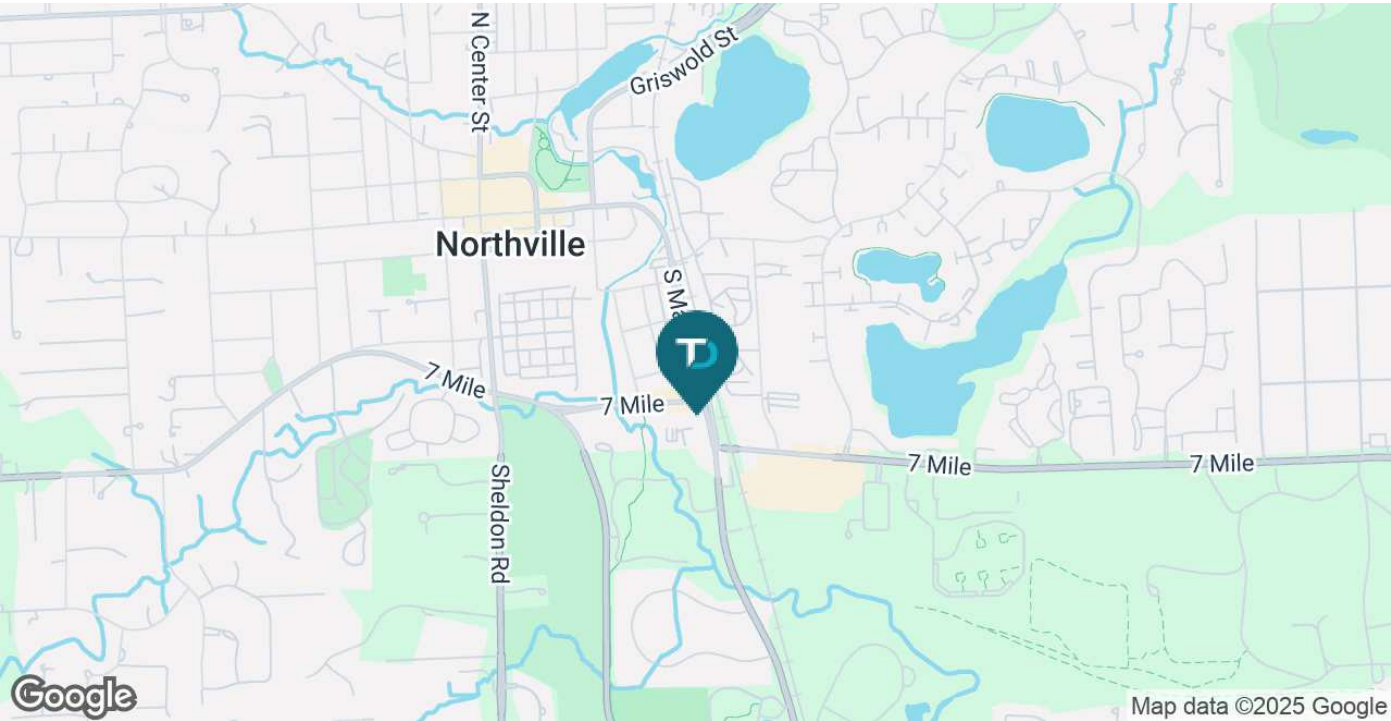 N Center St
Griswold St
Northville
S Ma
7 Mile
7 Mile
7 Mile
7 Mile
Sheldon Rd
Google
Map data ©2025 Google